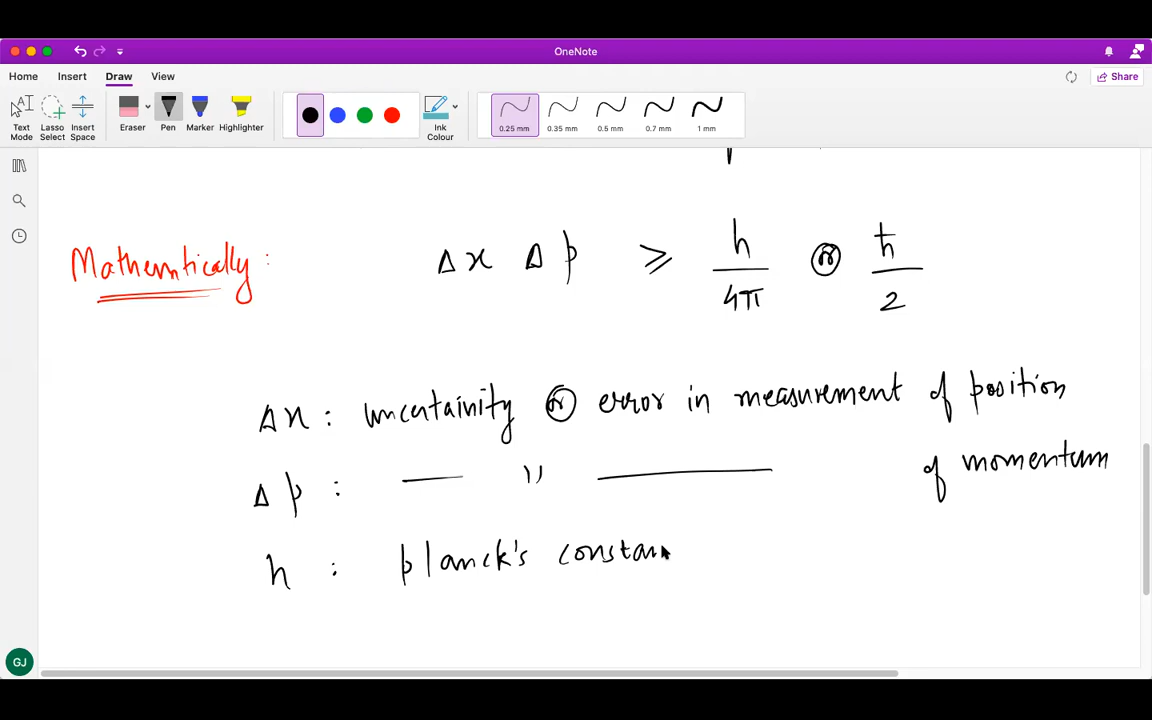 OneNote
Home Insert Draw View
Share
Text Mode
Lasso Select
Insert Space
Eraser
Pen
Marker
Highlighter
Ink Colour
0.25 mm
0.35 mm
0.5 mm
0.7 mm
1 mm
Mathemtically : Δx Δp ⩾ h/4π or ħ/2
Δx : uncertainity or error in measurement of position
Δp : — " — of momentum
h : planck's constan
GJ